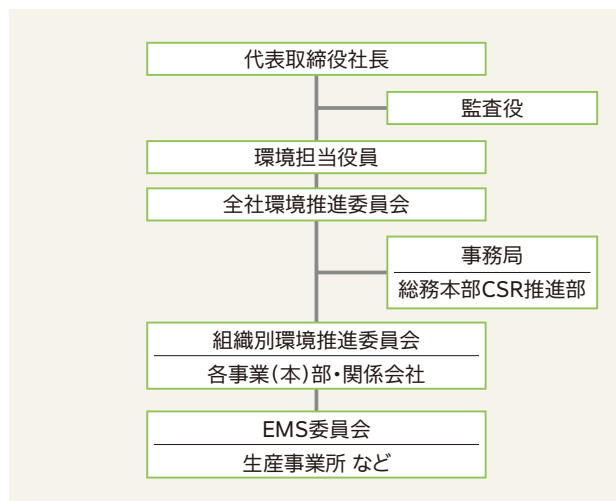 代表取締役社長
監査役
環境担当役員
全社環境推進委員会
事務局
総務本部CSR推進部
組織別環境推進委員会
各事業(本)部・関係会社
EMS委員会
生産事業所 など